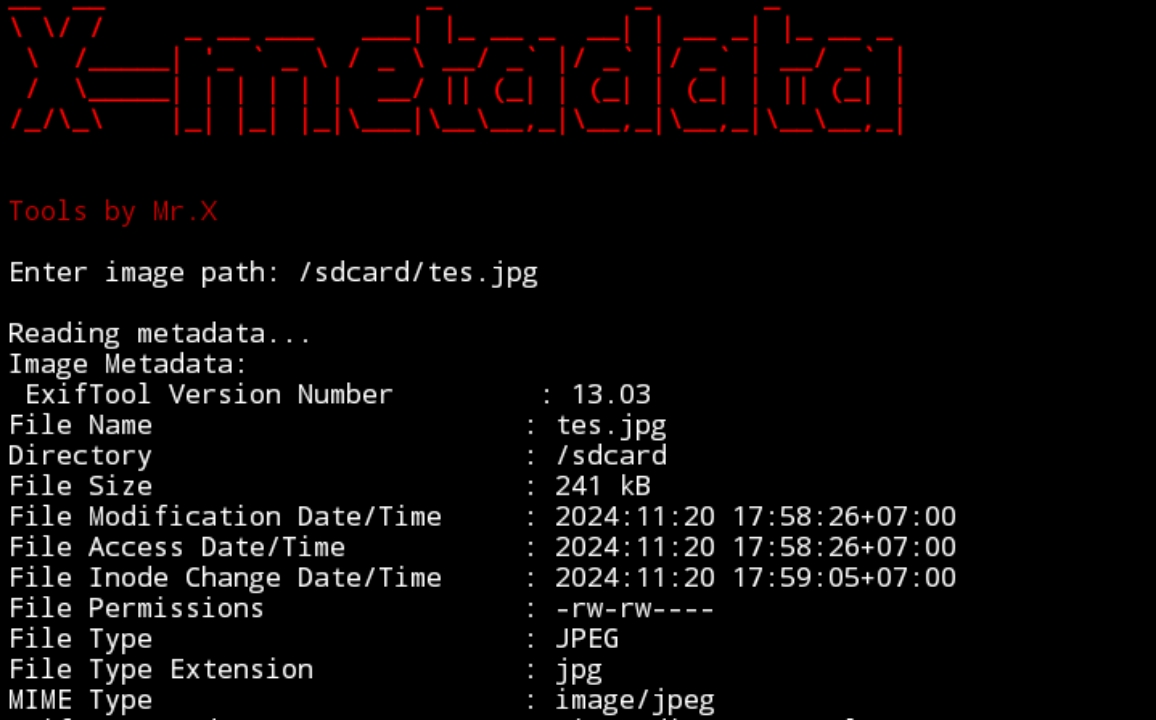 X-metadata
Tools by Mr.X
Enter image path: /sdcard/tes.jpg
Reading metadata...
Image Metadata:
ExifTool Version Number : 13.03
File Name : tes.jpg
Directory : /sdcard
File Size : 241 kB
File Modification Date/Time : 2024:11:20 17:58:26+07:00
File Access Date/Time : 2024:11:20 17:58:26+07:00
File Inode Change Date/Time : 2024:11:20 17:59:05+07:00
File Permissions : -rw-rw----
File Type : JPEG
File Type Extension : jpg
MIME Type : image/jpeg